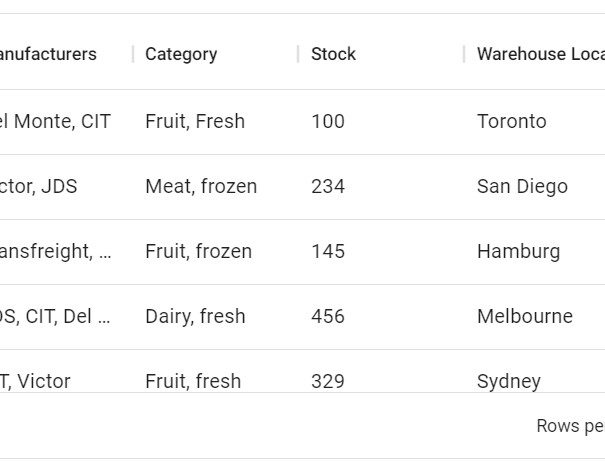 anufacturers Category Stock Warehouse Loca
el Monte, CIT Fruit, Fresh 100 Toronto
ctor, JDS Meat, frozen 234 San Diego
ansfreight, ... Fruit, frozen 145 Hamburg
OS, CIT, Del ... Dairy, fresh 456 Melbourne
T, Victor Fruit, fresh 329 Sydney
Rows pe